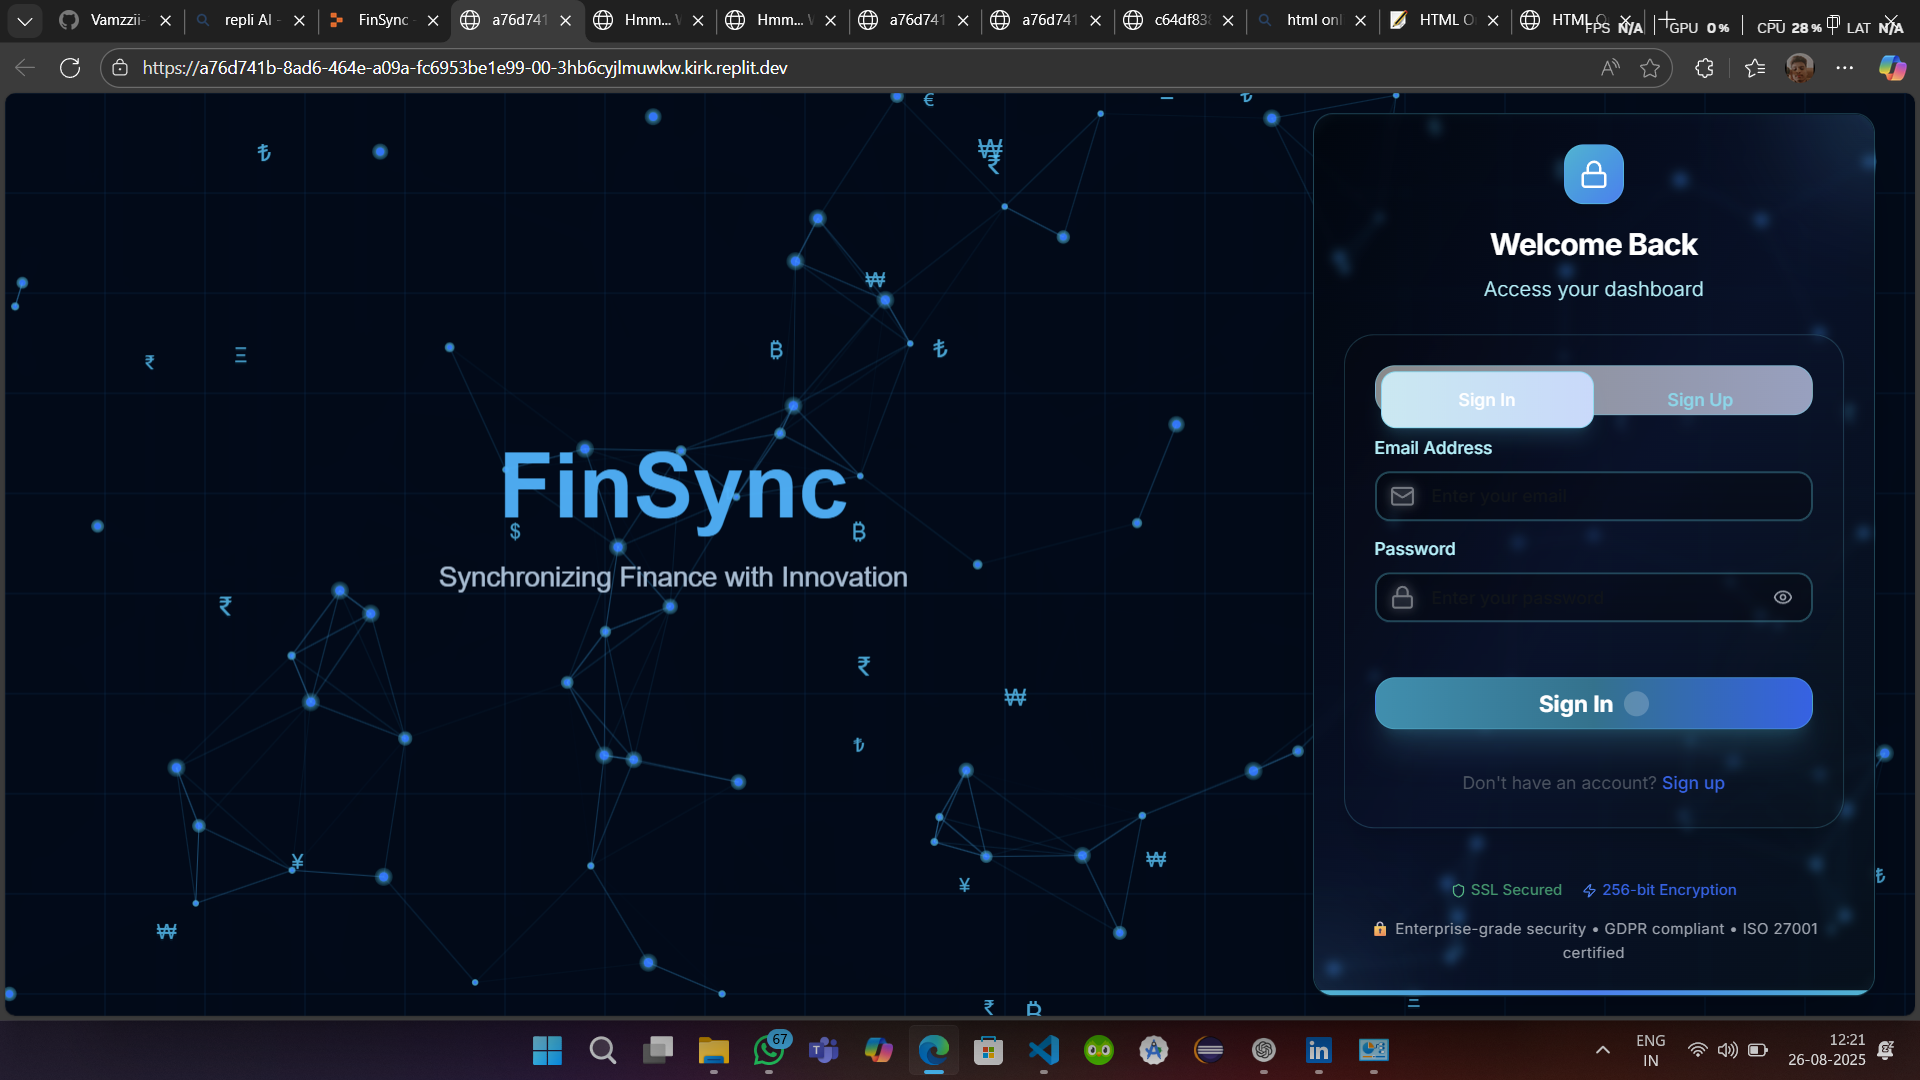 Vamzzii-
repli AI -
FinSync -
a76d741
Hmm...
Hmm...
a76d741
a76d741
c64df83
html onl
HTML O
HTML O
FPS N/A GPU 0 % CPU 28 % LAT N/A
https://a76d741b-8ad6-464e-a09a-fc6953be1e99-00-3hb6cyjlmuwkw.kirk.replit.dev
FinSync
Synchronizing Finance with Innovation
Welcome Back
Access your dashboard
Sign In
Sign Up
Email Address
Enter your email
Password
Enter your password
Sign In
Don't have an account? Sign up
SSL Secured
256-bit Encryption
Enterprise-grade security • GDPR compliant • ISO 27001
certified
67
ENG
IN
12:21
26-08-2025